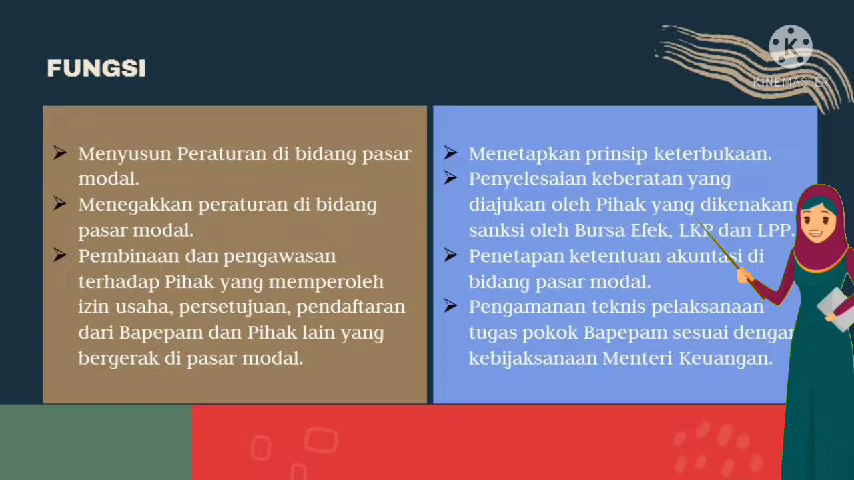 FUNGSI
Menyusun Peraturan di bidang pasar
modal.
Menegakkan peraturan di bidang
pasar modal.
Pembinaan dan pengawasan
terhadap Pihak yang memperoleh
izin usaha, persetujuan, pendaftaran
dari Bapepam dan Pihak lain yang
bergerak di pasar modal.
Menetapkan prinsip keterbukaan.
Penyelesaian keberatan yang
diajukan oleh Pihak yang dikenakan
sanksi oleh Bursa Efek, LKP dan LPP.
Penetapan ketentuan akuntasi di
bidang pasar modal.
Pengamanan teknis pelaksanaan
tugas pokok Bapepam sesuai dengan
kebijaksanaan Menteri Keuangan.
K
KINEMASTER